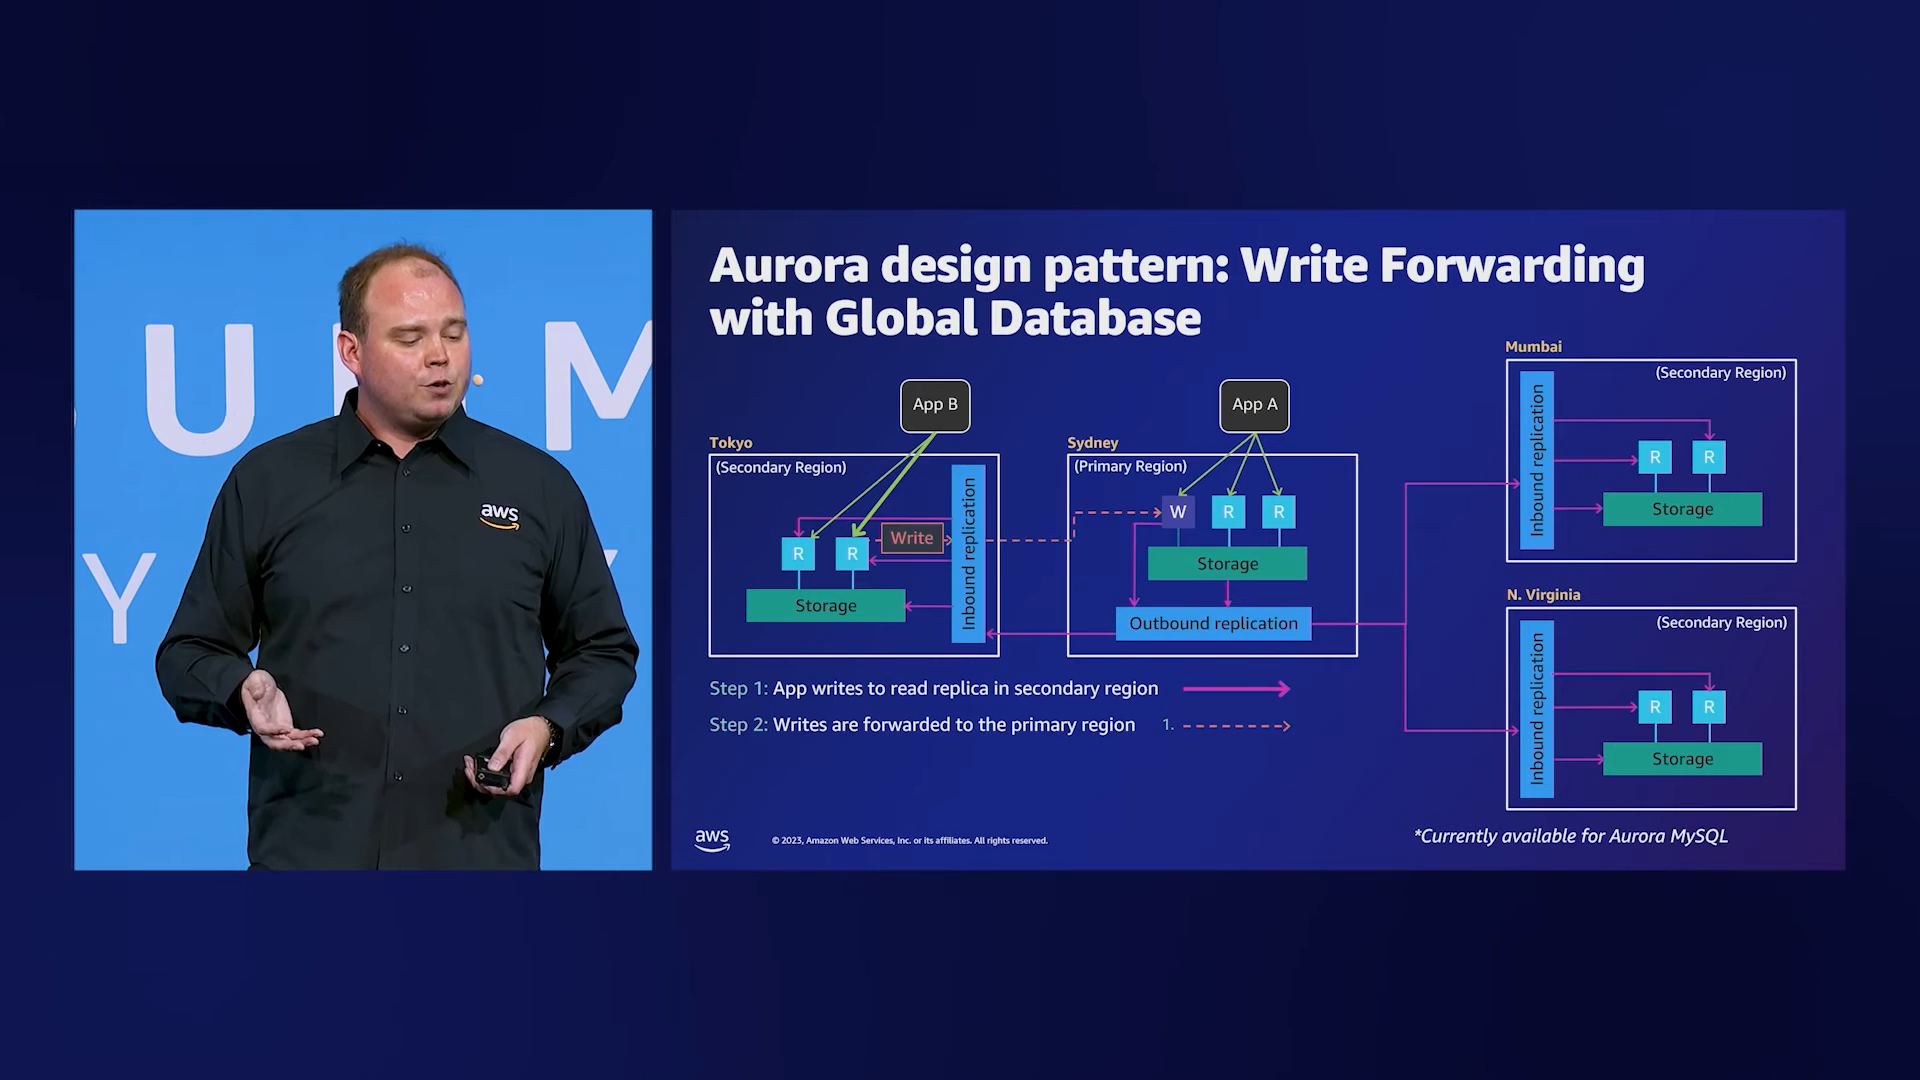 U M
Y Y
aws
Aurora design pattern: Write Forwarding
with Global Database
App B
App A
Tokyo
(Secondary Region)
R
R
Write
Storage
Inbound replication
Sydney
(Primary Region)
W
R
R
Storage
Outbound replication
Mumbai
(Secondary Region)
Inbound replication
R
R
Storage
N. Virginia
(Secondary Region)
Inbound replication
R
R
Storage
Step 1: App writes to read replica in secondary region
Step 2: Writes are forwarded to the primary region 1.
*Currently available for Aurora MySQL
aws
© 2023, Amazon Web Services, Inc. or its affiliates. All rights reserved.